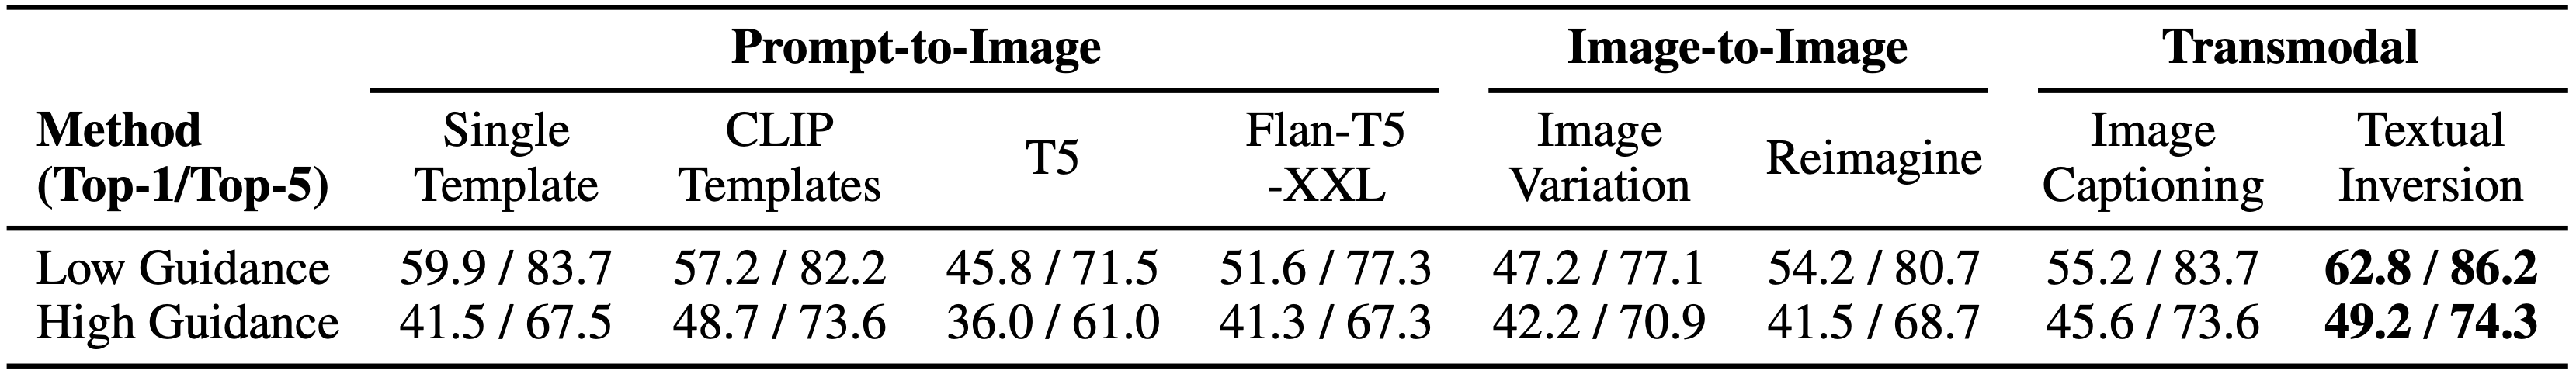 Prompt-to-Image Image-to-Image Transmodal
Method Single CLIP T5 Flan-T5 Image Reimagine Image Textual
(Top-1/Top-5) Template Templates -XXL Variation Captioning Inversion
Low Guidance 59.9 / 83.7 57.2 / 82.2 45.8 / 71.5 51.6 / 77.3 47.2 / 77.1 54.2 / 80.7 55.2 / 83.7 62.8 / 86.2
High Guidance 41.5 / 67.5 48.7 / 73.6 36.0 / 61.0 41.3 / 67.3 42.2 / 70.9 41.5 / 68.7 45.6 / 73.6 49.2 / 74.3